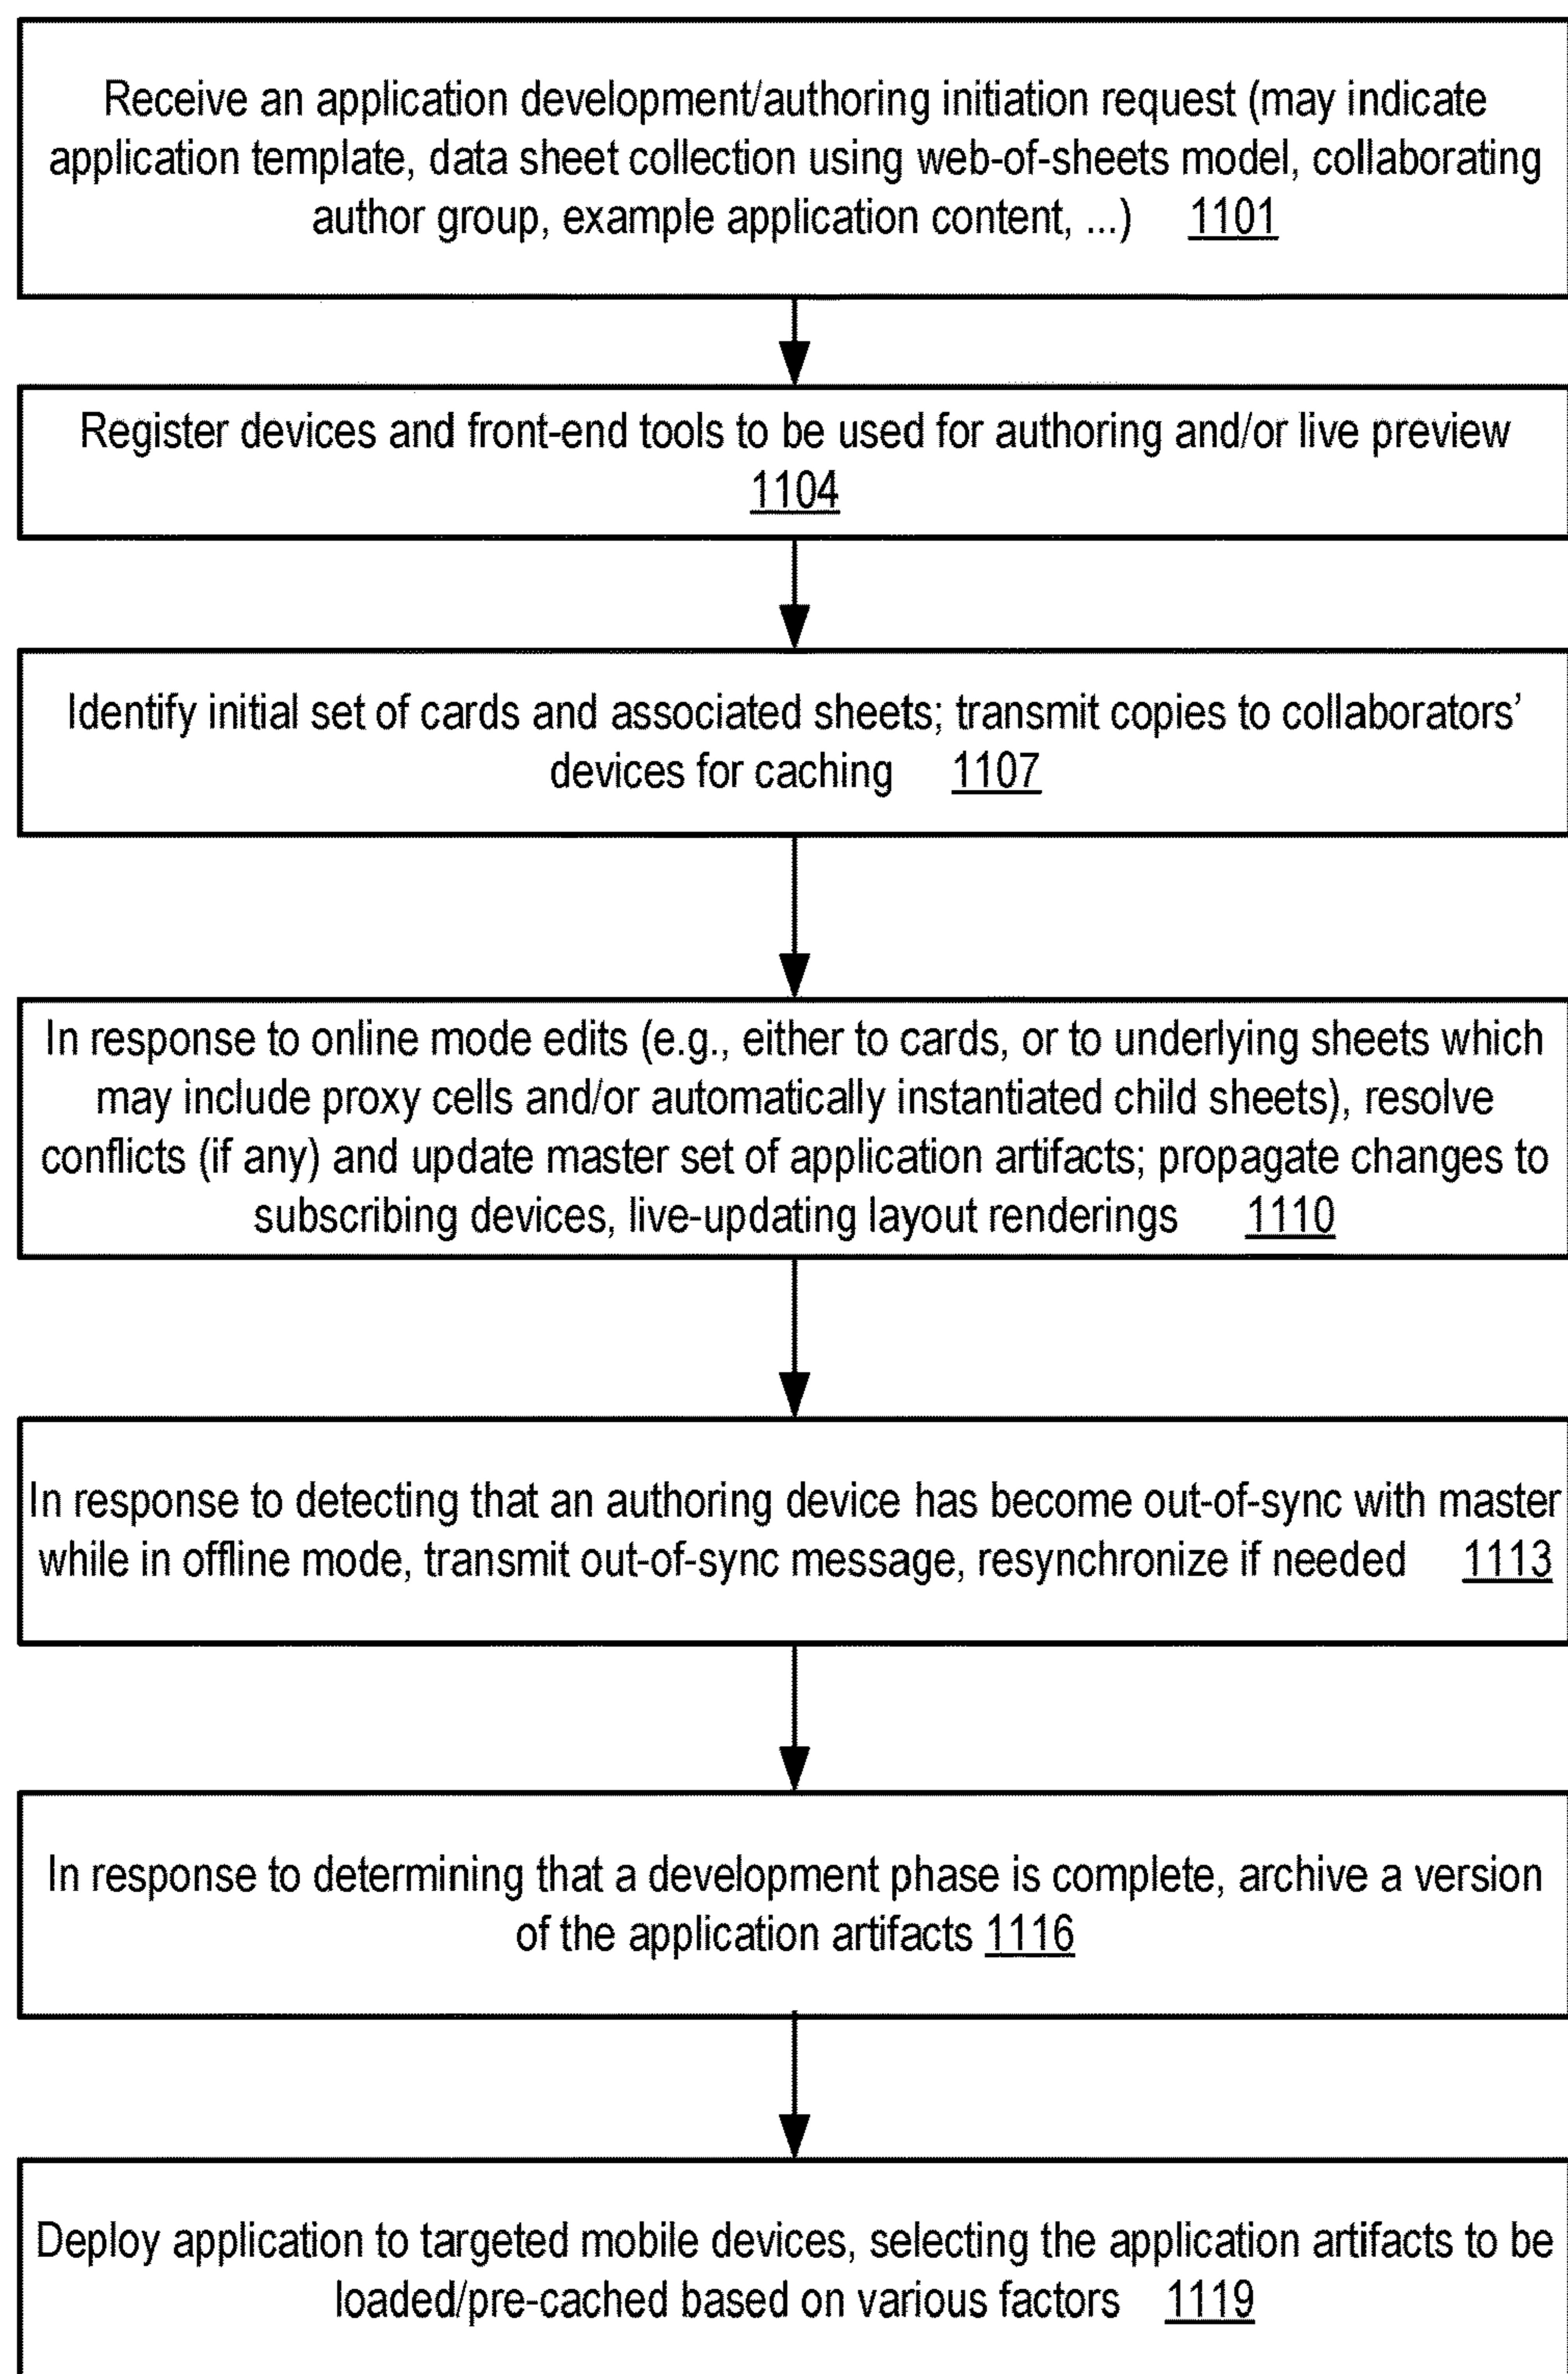 Receive an application development/authoring initiation request (may indicate
application template, data sheet collection using web-of-sheets model, collaborating
author group, example application content, ...) 1101
Register devices and front-end tools to be used for authoring and/or live preview
1104
Identify initial set of cards and associated sheets; transmit copies to collaborators’
devices for caching 1107
In response to online mode edits (e.g., either to cards, or to underlying sheets which
may include proxy cells and/or automatically instantiated child sheets), resolve
conflicts (if any) and update master set of application artifacts; propagate changes to
subscribing devices, live-updating layout renderings 1110
In response to detecting that an authoring device has become out-of-sync with master
while in offline mode, transmit out-of-sync message, resynchronize if needed 1113
In response to determining that a development phase is complete, archive a version
of the application artifacts 1116
Deploy application to targeted mobile devices, selecting the application artifacts to be
loaded/pre-cached based on various factors 1119